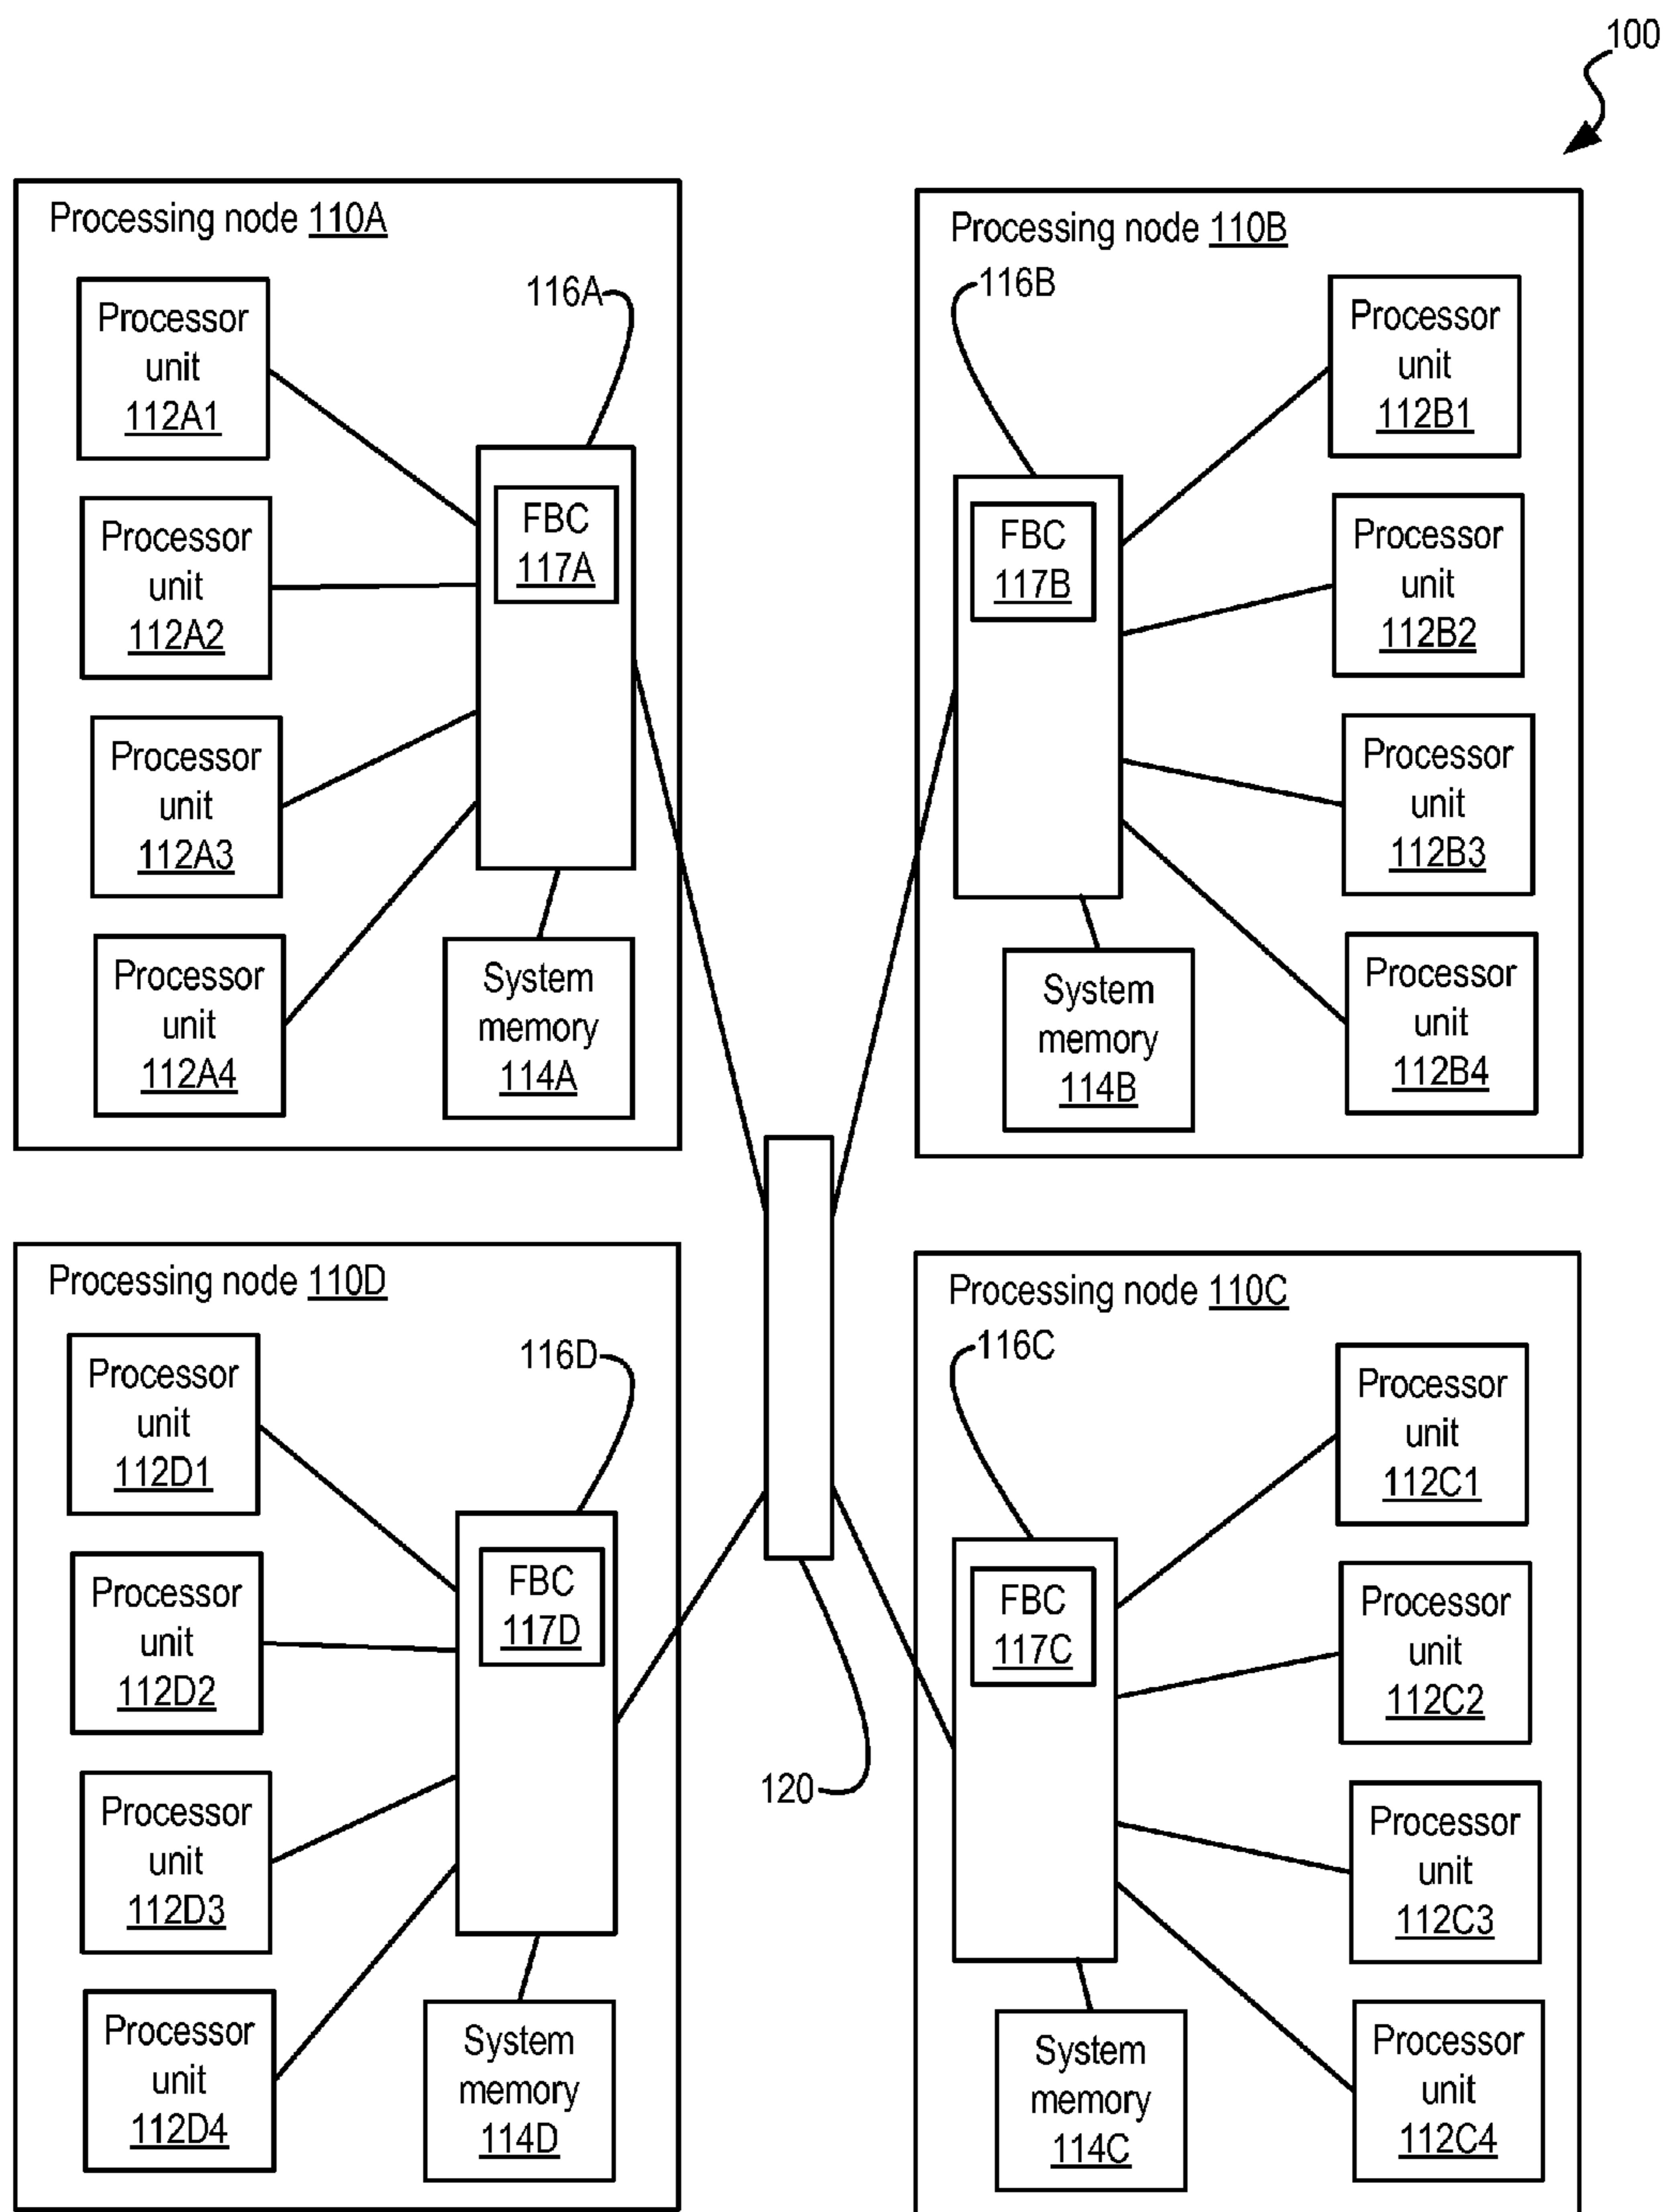 100
Processing node 110A
116A
Processor
unit
112A1
FBC
117A
Processor
unit
112A2
Processor
unit
112A3
Processor
unit
112A4
System
memory
114A
Processing node 110B
116B
Processor
unit
112B1
FBC
117B
Processor
unit
112B2
Processor
unit
112B3
Processor
unit
112B4
System
memory
114B
Processing node 110D
116D
Processor
unit
112D1
FBC
117D
Processor
unit
112D2
Processor
unit
112D3
Processor
unit
112D4
System
memory
114D
120
Processing node 110C
116C
Processor
unit
112C1
FBC
117C
Processor
unit
112C2
Processor
unit
112C3
Processor
unit
112C4
System
memory
114C